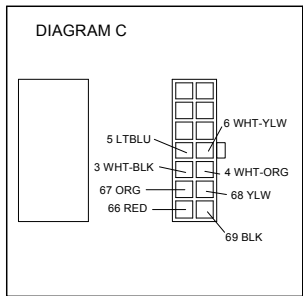 DIAGRAM C
6 WHT-YLW
5 LTBLU
3 WHT-BLK
4 WHT-ORG
67 ORG
68 YLW
66 RED
69 BLK